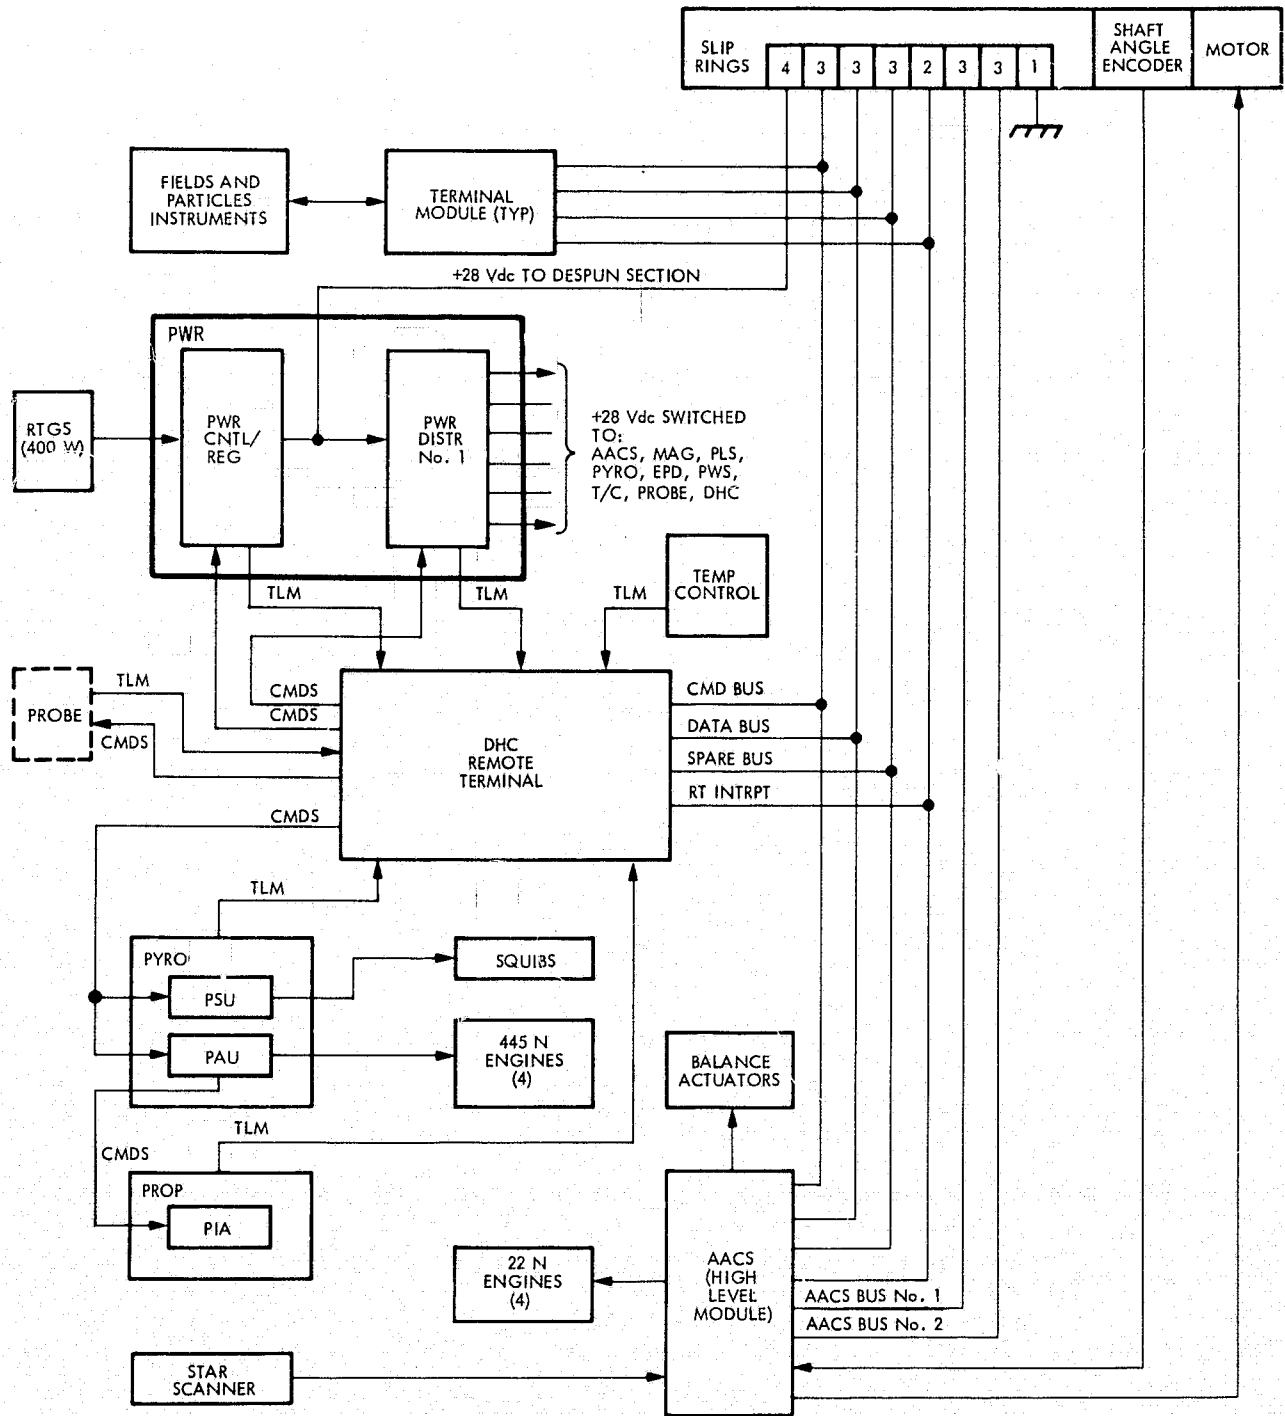 SLIP
RINGS
4 3 3 3 2 3 3 1
SHAFT
ANGLE
ENCODER
MOTOR
FIELDS AND
PARTICLES
INSTRUMENTS
TERMINAL
MODULE (TYP)
+28 Vdc TO DESPUN SECTION
PWR
RTGS
(400 W)
PWR
CNTL/
REG
PWR
DISTR
No. 1
+28 Vdc SWITCHED
TO:
AACS, MAG, PLS,
PYRO, EPD, PWS,
T/C, PROBE, DHC
TLM
TLM
TLM
TEMP
CONTROL
PROBE
TLM
CMDS
CMDS
CMDS
DHC
REMOTE
TERMINAL
CMD BUS
DATA BUS
SPARE BUS
RT INTRPT
CMDS
TLM
PYRO
PSU
PAU
SQUIBS
445 N
ENGINES
(4)
BALANCE
ACTUATORS
TLM
CMDS
PROP
PIA
22 N
ENGINES
(4)
AACS
(HIGH
LEVEL
MODULE)
AACS BUS No. 1
AACS BUS No. 2
STAR
SCANNER